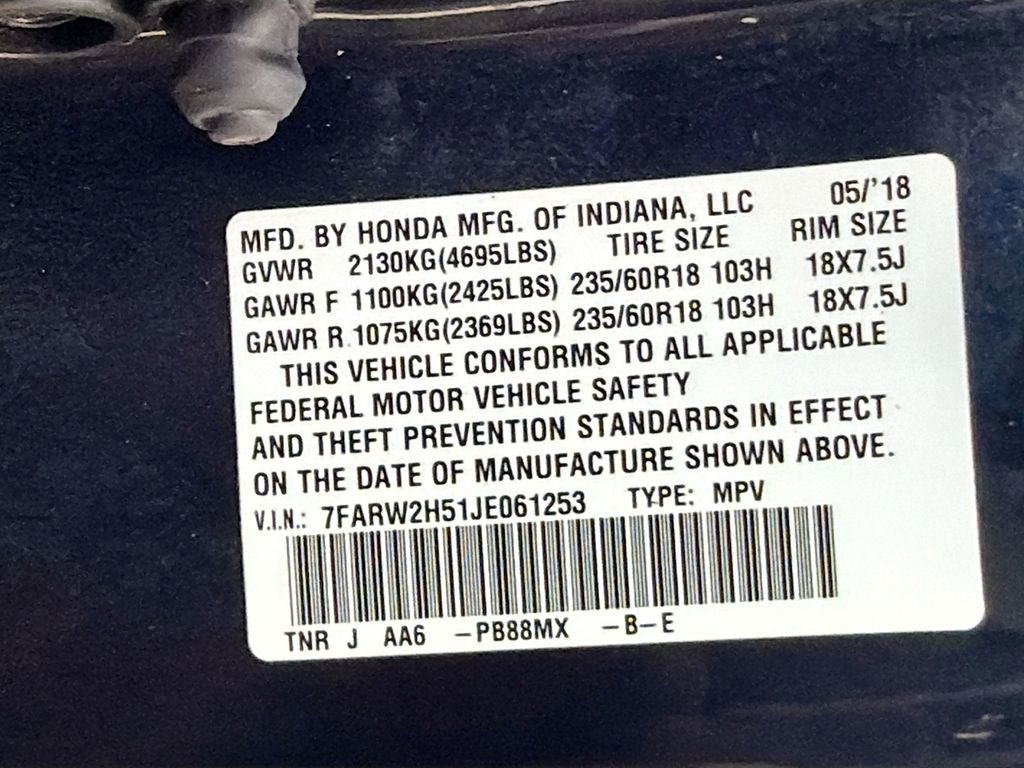 MFD. BY HONDA MFG. OF INDIANA, LLC 05/'18
GVWR 2130KG(4695LBS) TIRE SIZE RIM SIZE
GAWR F 1100KG(2425LBS) 235/60R18 103H 18X7.5J
GAWR R 1075KG(2369LBS) 235/60R18 103H 18X7.5J
THIS VEHICLE CONFORMS TO ALL APPLICABLE
FEDERAL MOTOR VEHICLE SAFETY
AND THEFT PREVENTION STANDARDS IN EFFECT
ON THE DATE OF MANUFACTURE SHOWN ABOVE.
V.I.N.: 7FARW2H51JE061253 TYPE: MPV
TNR J AA6 -PB88MX -B-E